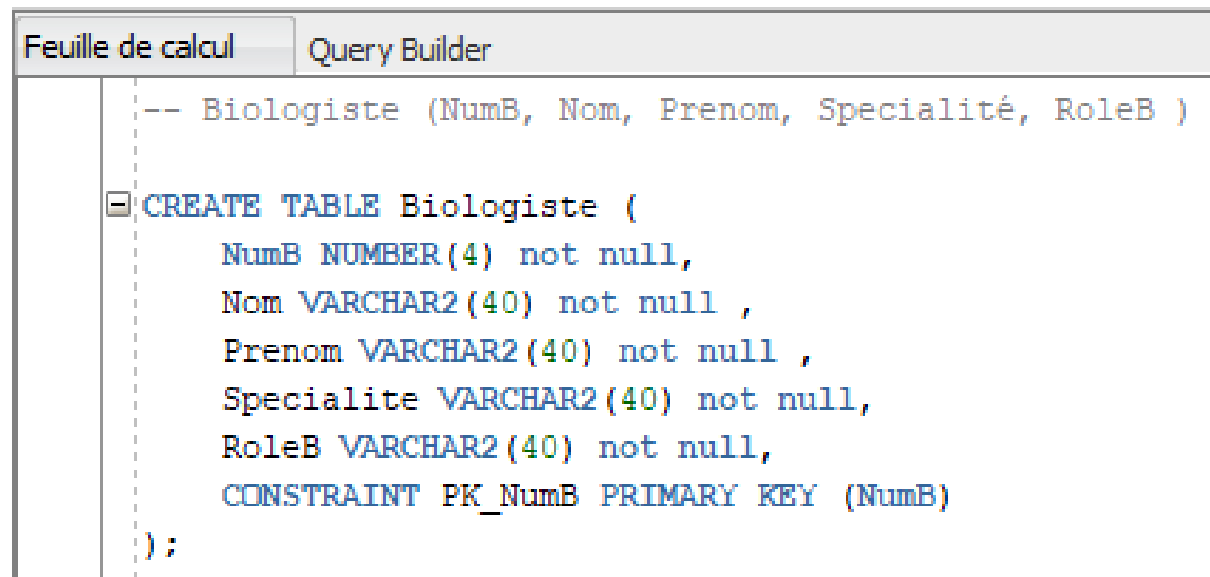 Feuille de calcul Query Builder
-- Biologiste (NumB, Nom, Prenom, Specialité, RoleB )
CREATE TABLE Biologiste (
NumB NUMBER(4) not null,
Nom VARCHAR2(40) not null ,
Prenom VARCHAR2(40) not null ,
Specialite VARCHAR2(40) not null,
RoleB VARCHAR2(40) not null,
CONSTRAINT PK_NumB PRIMARY KEY (NumB)
);